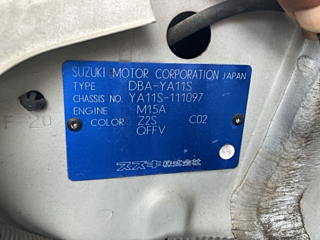 SUZUKI MOTOR CORPORATION JAPAN
TYPE DBA-YA11S
CHASSIS NO. YA11S-111097
ENGINE M15A
COLOR Z2S C02
QFFV
スズキ株式会社